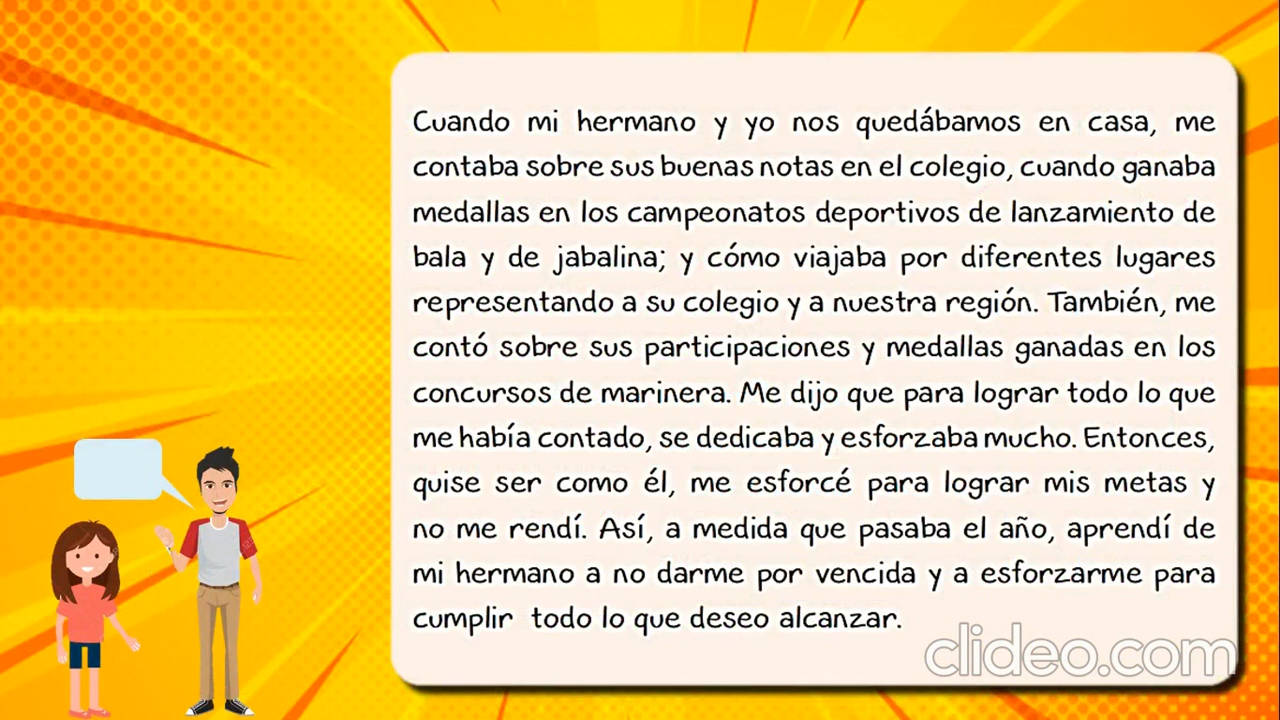 Cuando mi hermano y yo nos quedábamos en casa, me
contaba sobre sus buenas notas en el colegio, cuando ganaba
medallas en los campeonatos deportivos de lanzamiento de
bala y de jabalina; y cómo viajaba por diferentes lugares
representando a su colegio y a nuestra región. También, me
contó sobre sus participaciones y medallas ganadas en los
concursos de marinera. Me dijo que para lograr todo lo que
me había contado, se dedicaba y esforzaba mucho. Entonces,
quise ser como él, me esforcé para lograr mis metas y
no me rendí. Así, a medida que pasaba el año, aprendí de
mi hermano a no darme por vencida y a esforzarme para
cumplir todo lo que deseo alcanzar.
clideo.com